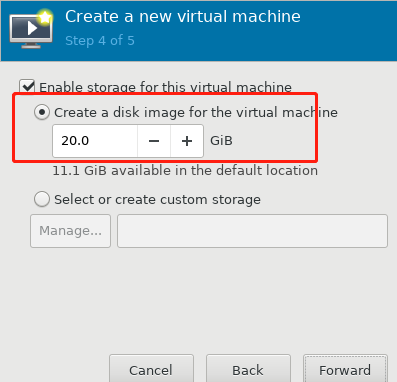 Create a new virtual machine
Step 4 of 5
Enable storage for this virtual machine
Create a disk image for the virtual machine
20.0 − + GiB
11.1 GiB available in the default location
Select or create custom storage
Manage...
Cancel Back Forward